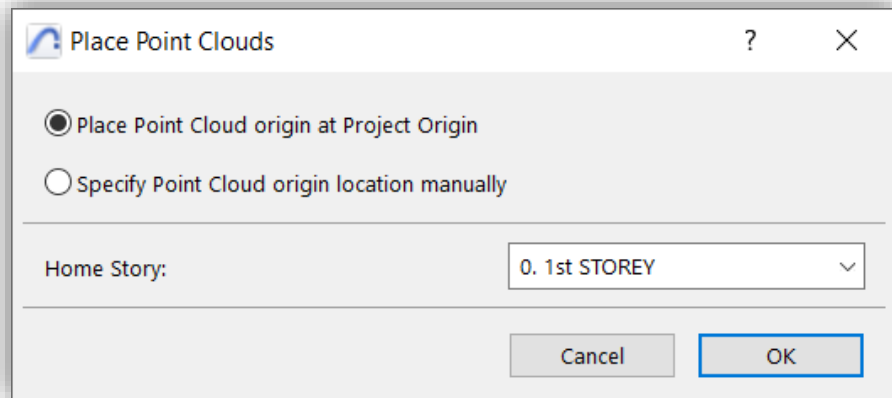 Place Point Clouds
?
Place Point Cloud origin at Project Origin
Specify Point Cloud origin location manually
Home Story: 0. 1st STOREY
Cancel OK